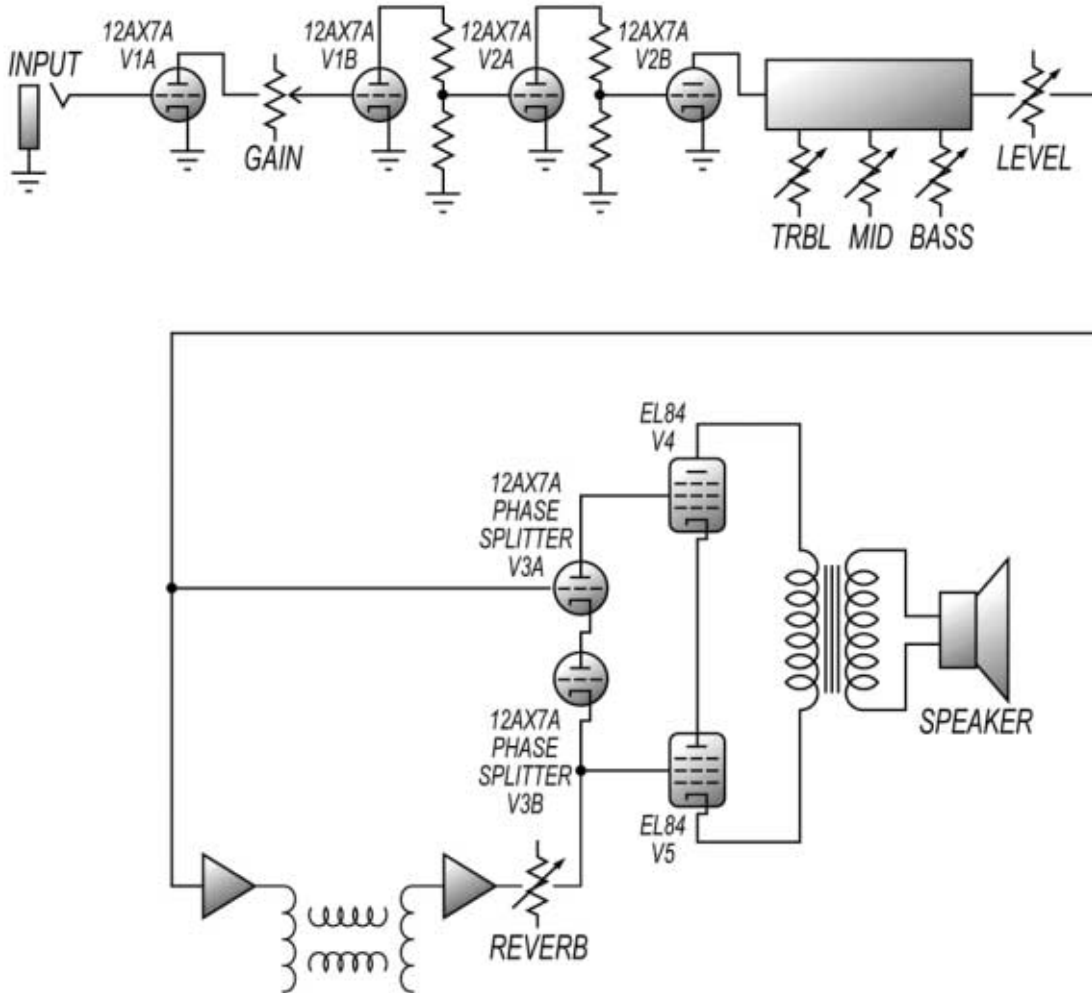 12AX7A
V1A
12AX7A
V1B
12AX7A
V2A
12AX7A
V2B
INPUT
GAIN
LEVEL
TRBL MID BASS
EL84
V4
12AX7A
PHASE
SPLITTER
V3A
12AX7A
PHASE
SPLITTER
V3B
EL84
V5
SPEAKER
REVERB